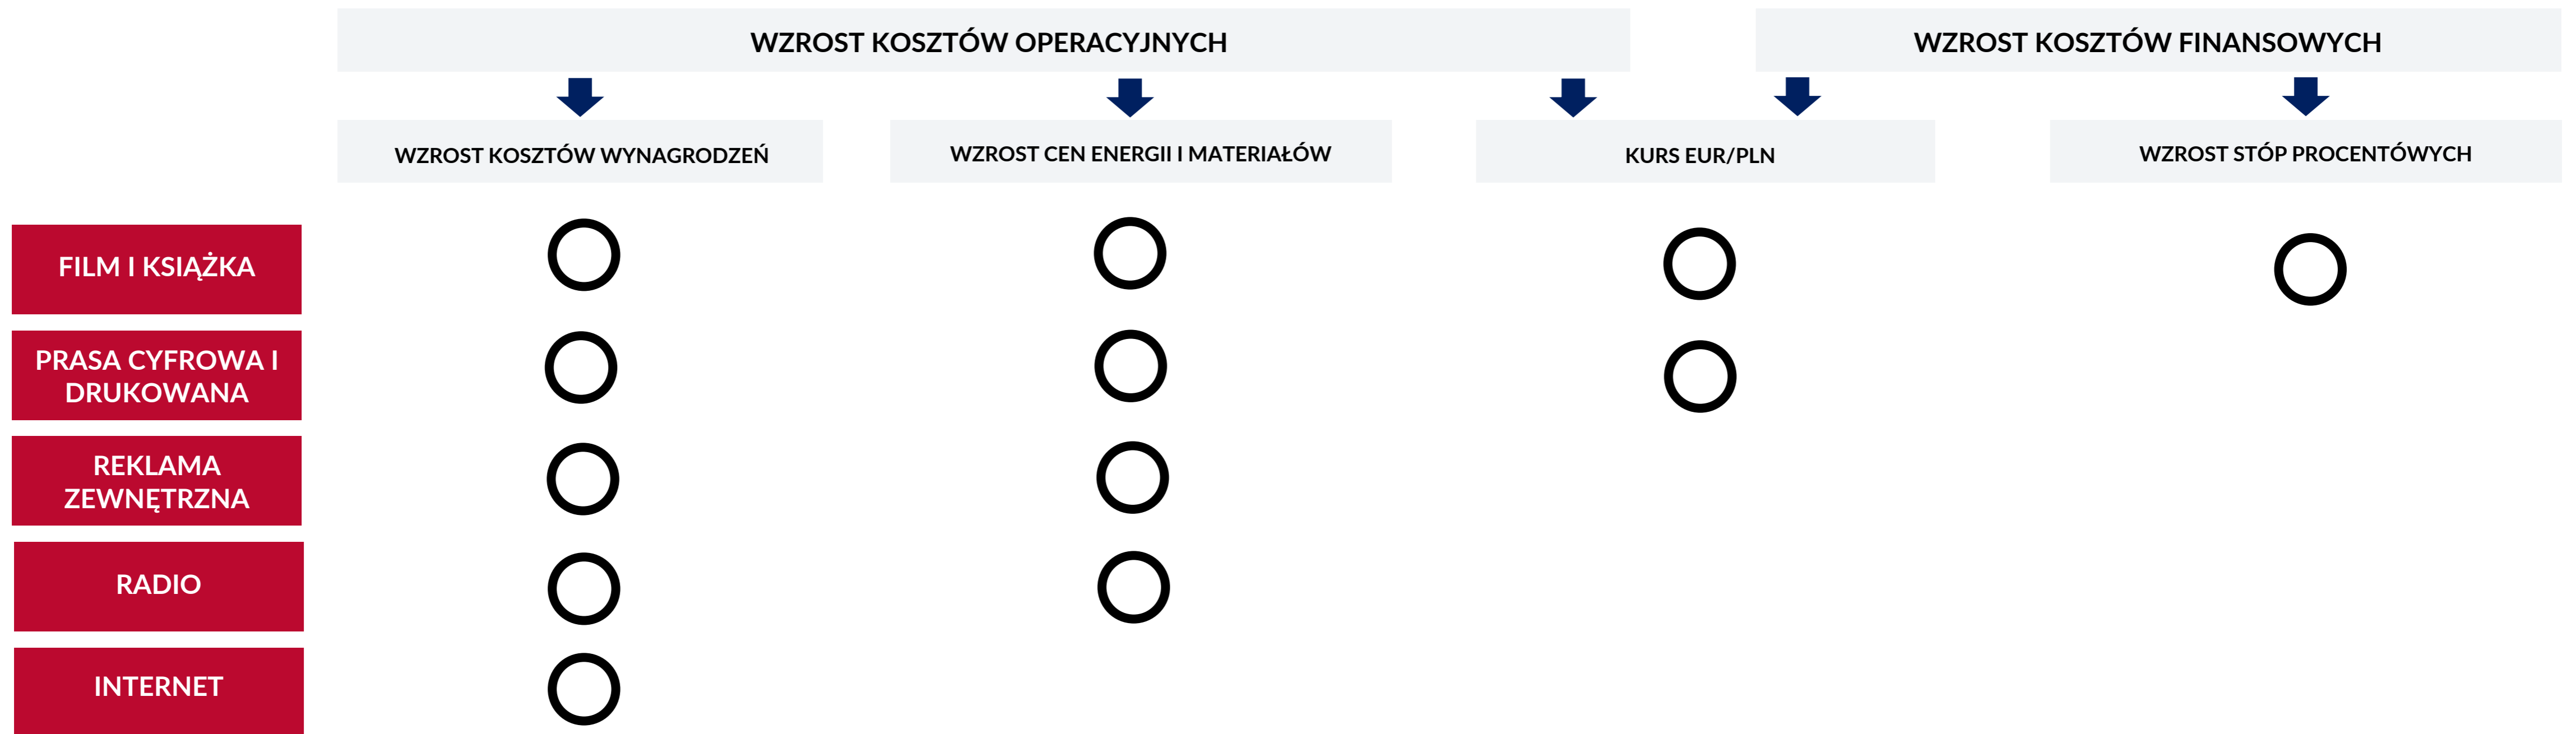 WZROST KOSZTÓW OPERACYJNYCH
WZROST KOSZTÓW FINANSOWYCH
WZROST KOSZTÓW WYNAGRODZEŃ
WZROST CEN ENERGII I MATERIAŁÓW
KURS EUR/PLN
WZROST STÓP PROCENTÓWYCH
FILM I KSIĄŻKA
PRASA CYFROWA I
DRUKOWANA
REKLAMA
ZEWNĘTRZNA
RADIO
INTERNET